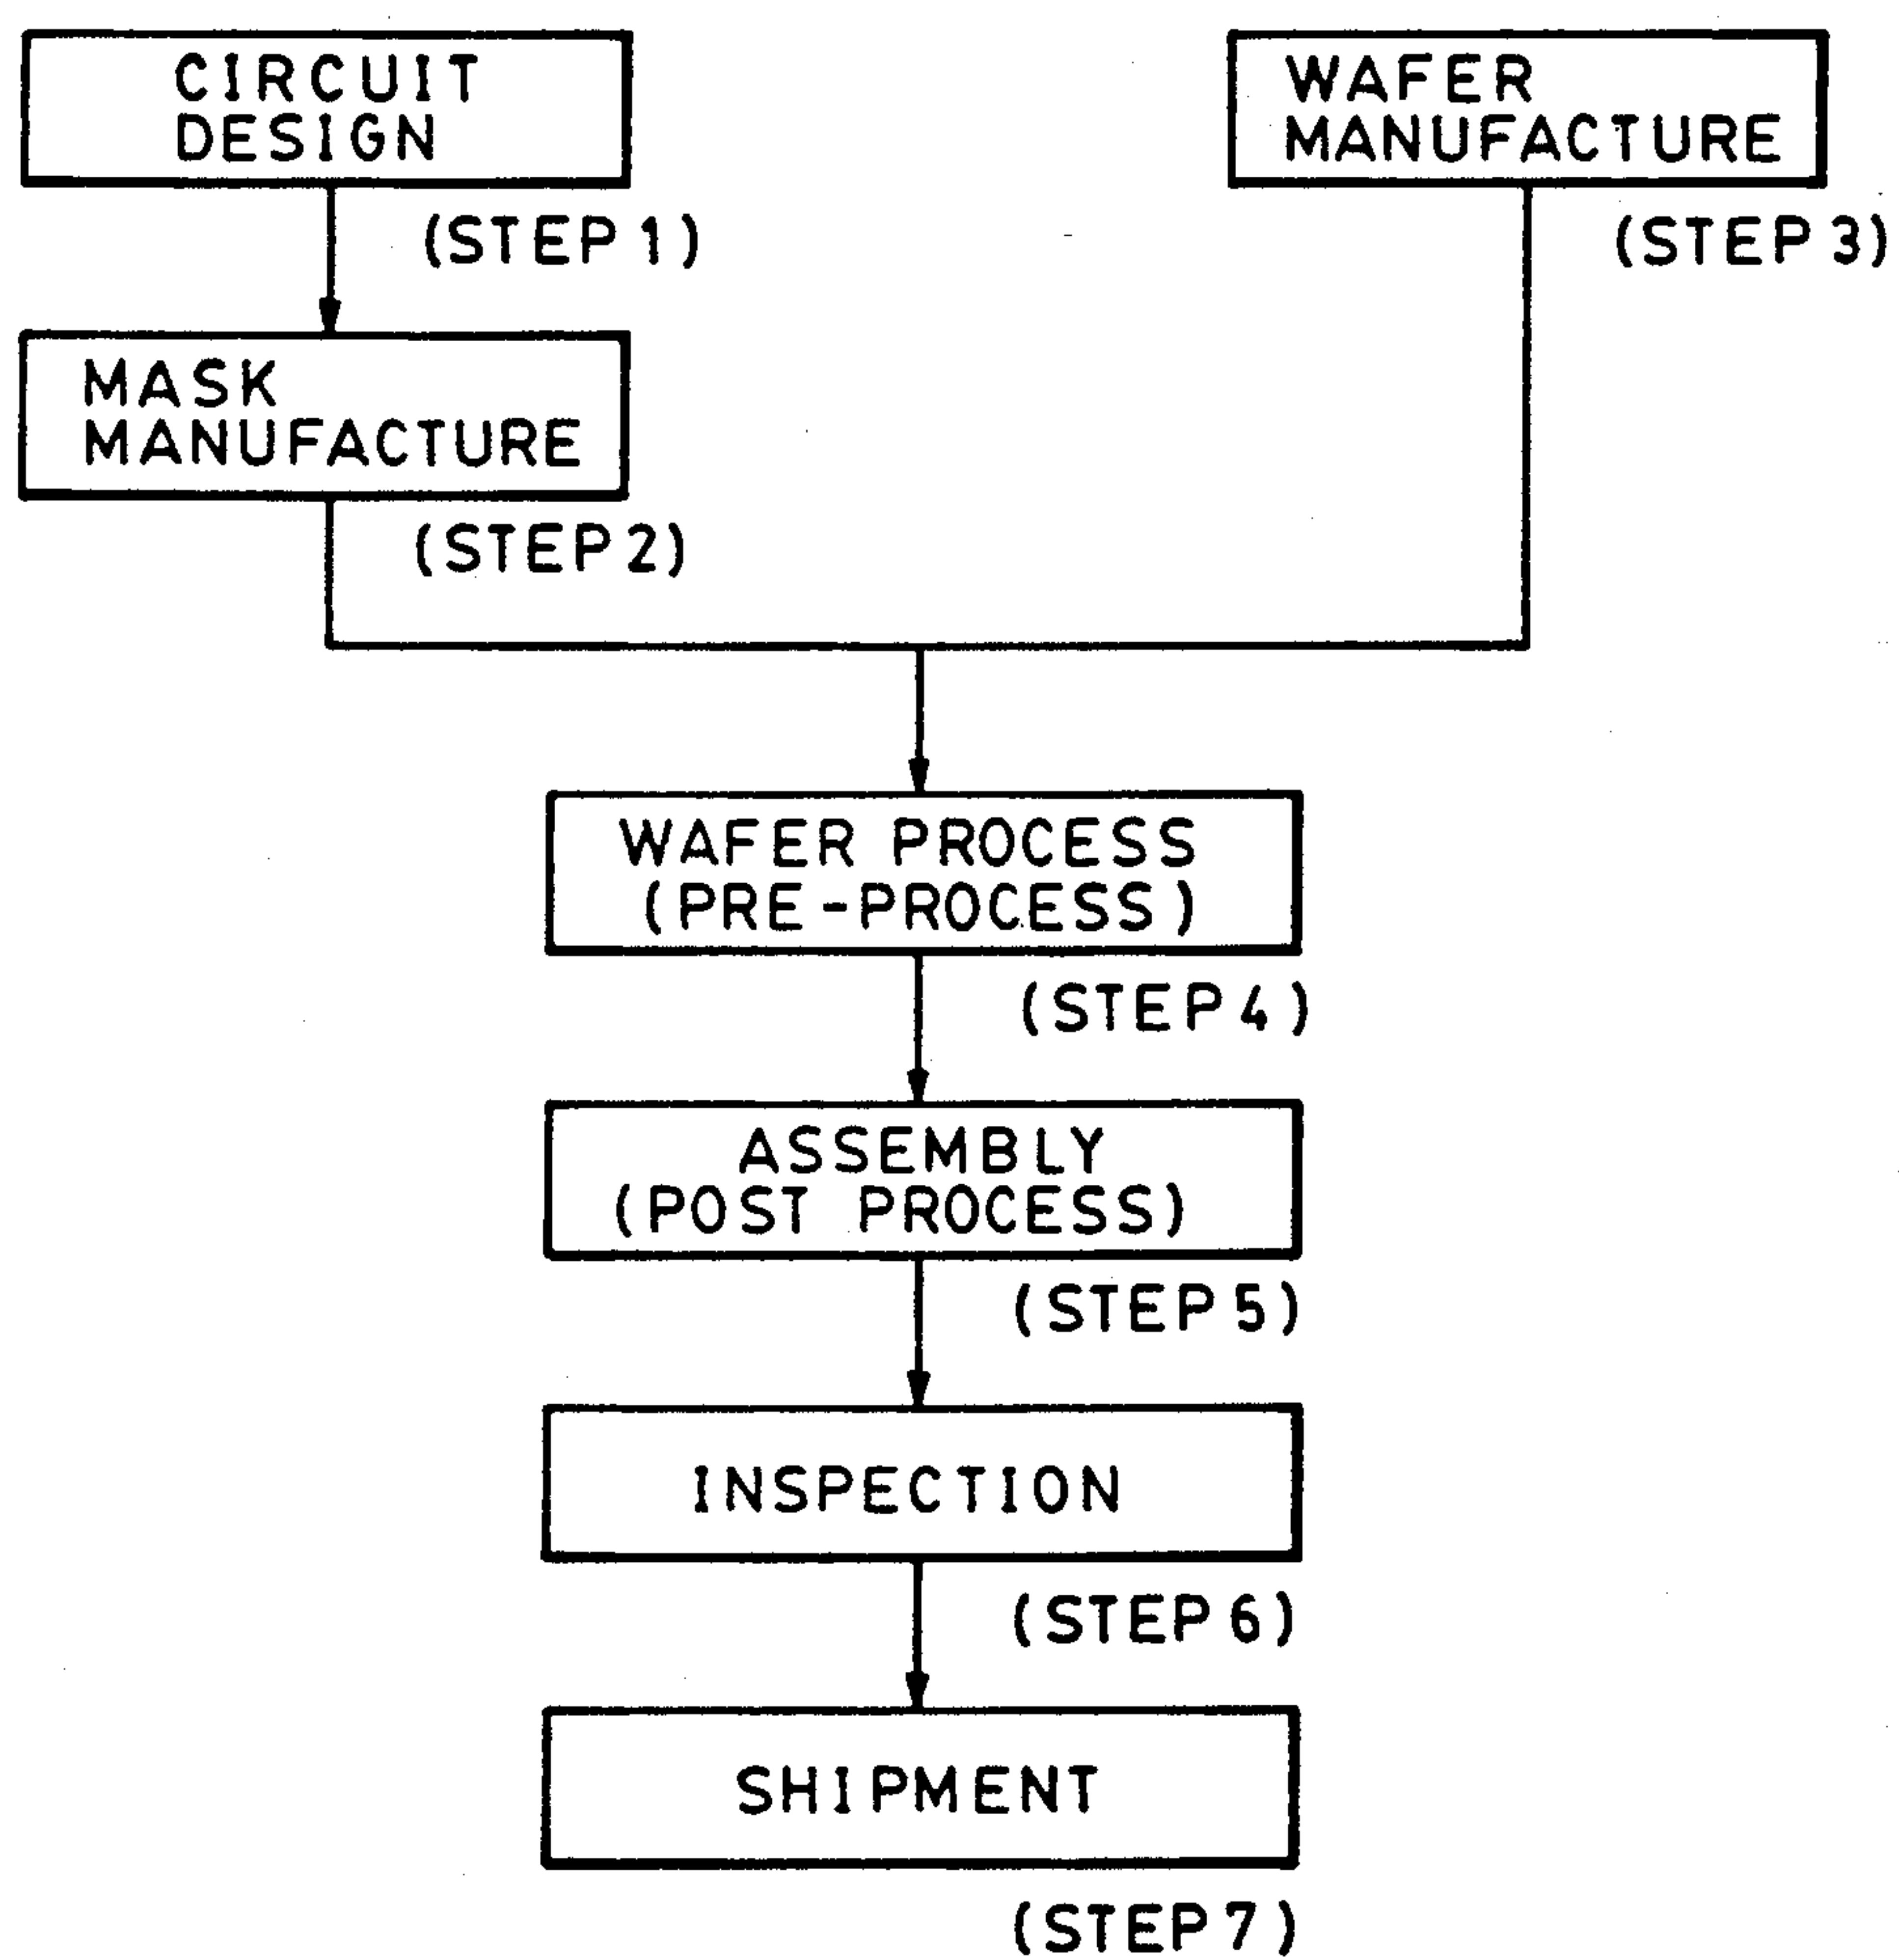 CIRCUIT
DESIGN
(STEP 1)
MASK
MANUFACTURE
(STEP 2)
WAFER
MANUFACTURE
(STEP 3)
WAFER PROCESS
(PRE-PROCESS)
(STEP 4)
ASSEMBLY
(POST PROCESS)
(STEP 5)
INSPECTION
(STEP 6)
SHIPMENT
(STEP 7)